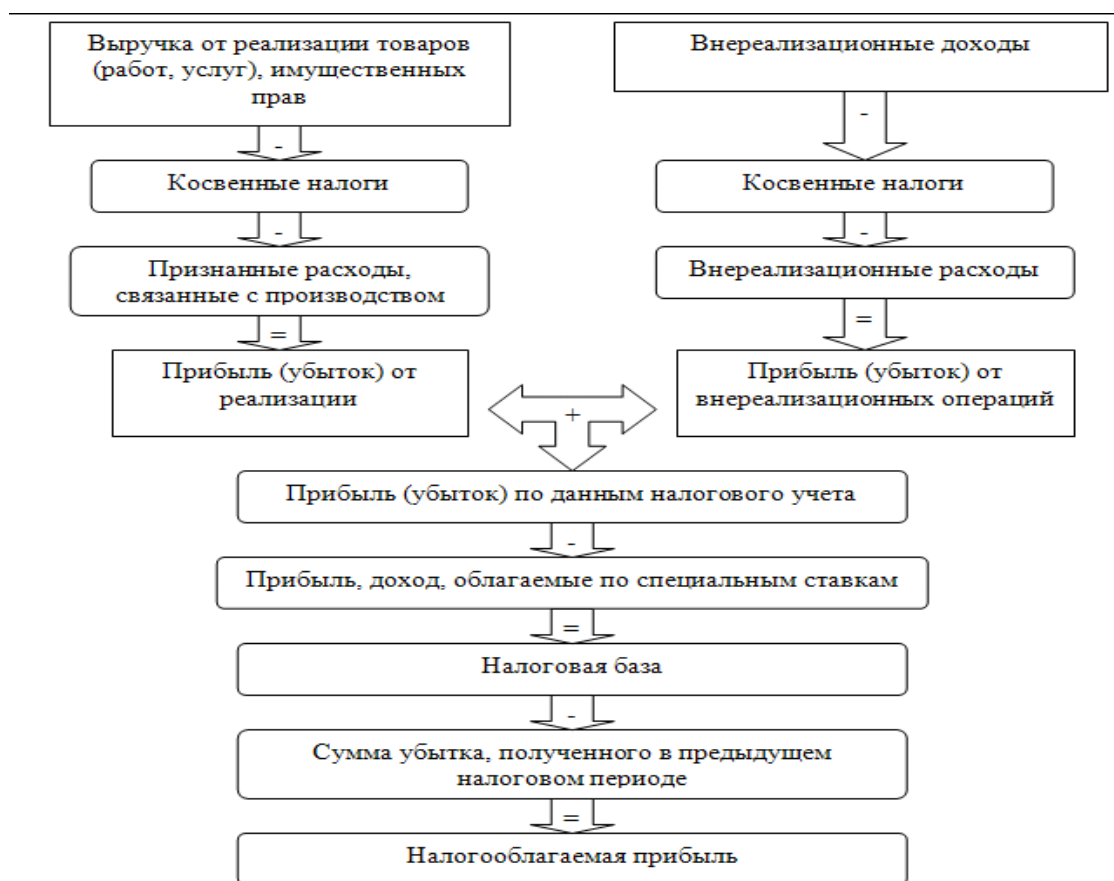 Выручка от реализации товаров
(работ, услуг), имущественных
прав
Внереализационные доходы
-
-
Косвенные налоги
Косвенные налоги
-
-
Признанные расходы,
связанные с производством
Внереализационные расходы
=
=
Прибыль (убыток) от
реализации
Прибыль (убыток) от
внереализационных операций
+
Прибыль (убыток) по данным налогового учета
-
Прибыль, доход, облагаемые по специальным ставкам
=
Налоговая база
-
Сумма убытка, полученного в предыдущем
налоговом периоде
=
Налогооблагаемая прибыль